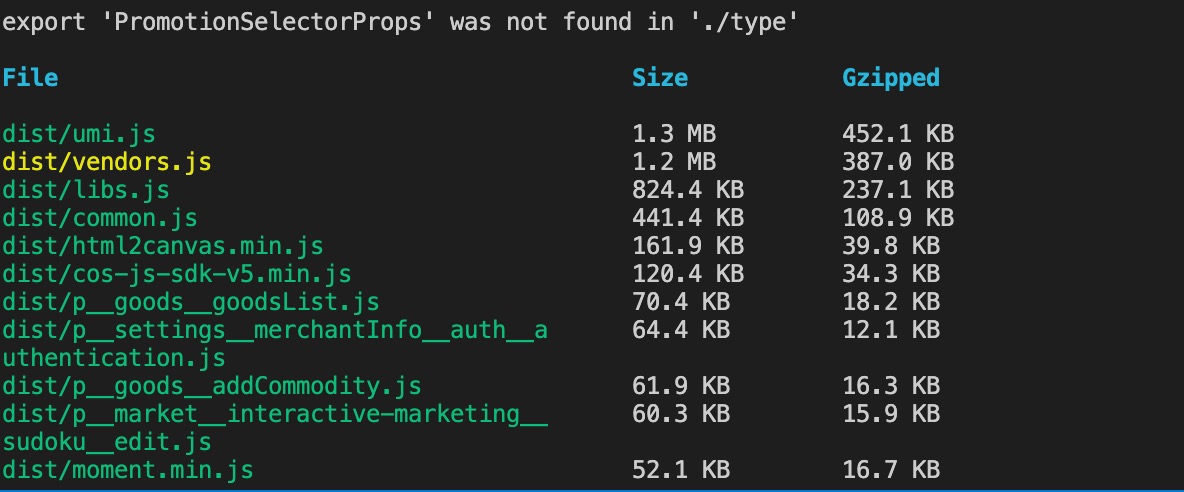 export 'PromotionSelectorProps' was not found in './type'
File Size Gzipped
dist/umi.js 1.3 MB 452.1 KB
dist/vendors.js 1.2 MB 387.0 KB
dist/libs.js 824.4 KB 237.1 KB
dist/common.js 441.4 KB 108.9 KB
dist/html2canvas.min.js 161.9 KB 39.8 KB
dist/cos-js-sdk-v5.min.js 120.4 KB 34.3 KB
dist/p__goods__goodsList.js 70.4 KB 18.2 KB
dist/p__settings__merchantInfo__auth__a 64.4 KB 12.1 KB
uthentication.js
dist/p__goods__addCommodity.js 61.9 KB 16.3 KB
dist/p__market__interactive-marketing__ 60.3 KB 15.9 KB
sudoku__edit.js
dist/moment.min.js 52.1 KB 16.7 KB